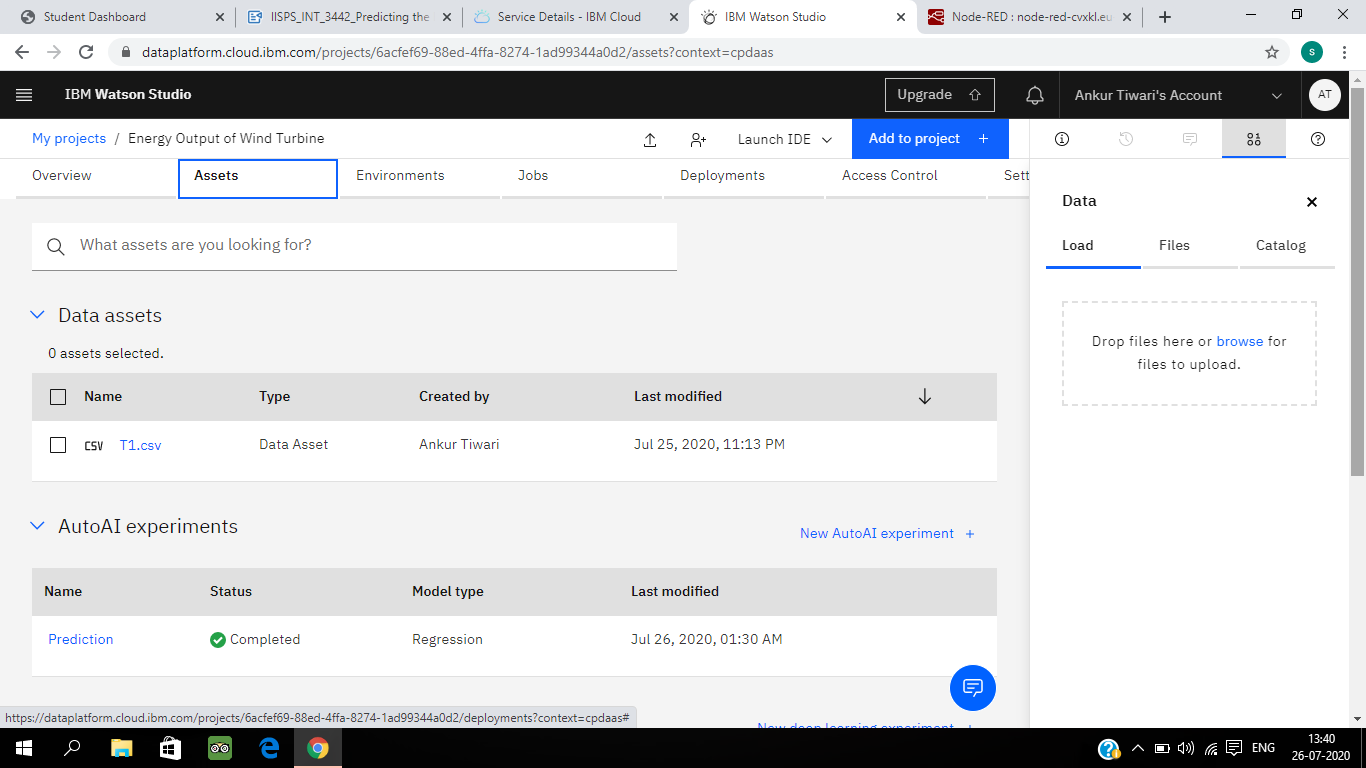 Student Dashboard
IISPS_INT_3442_Predicting the
Service Details - IBM Cloud
IBM Watson Studio
Node-RED : node-red-cvxkl.eu
dataplatform.cloud.ibm.com/projects/6acfef69-88ed-4ffa-8274-1ad99344a0d2/assets?context=cpdaas
S
IBM Watson Studio
Upgrade
Ankur Tiwari's Account
AT
My projects / Energy Output of Wind Turbine
Launch IDE
Add to project +
Overview
Assets
Environments
Jobs
Deployments
Access Control
Sett
Data
Load
Files
Catalog
Drop files here or browse for
files to upload.
What assets are you looking for?
Data assets
0 assets selected.
Name Type Created by Last modified
CSV T1.csv Data Asset Ankur Tiwari Jul 25, 2020, 11:13 PM
AutoAI experiments
New AutoAI experiment +
Name Status Model type Last modified
Prediction Completed Regression Jul 26, 2020, 01:30 AM
New deep learning experiment +
https://dataplatform.cloud.ibm.com/projects/6acfef69-88ed-4ffa-8274-1ad99344a0d2/deployments?context=cpdaas#
ENG
13:40
26-07-2020